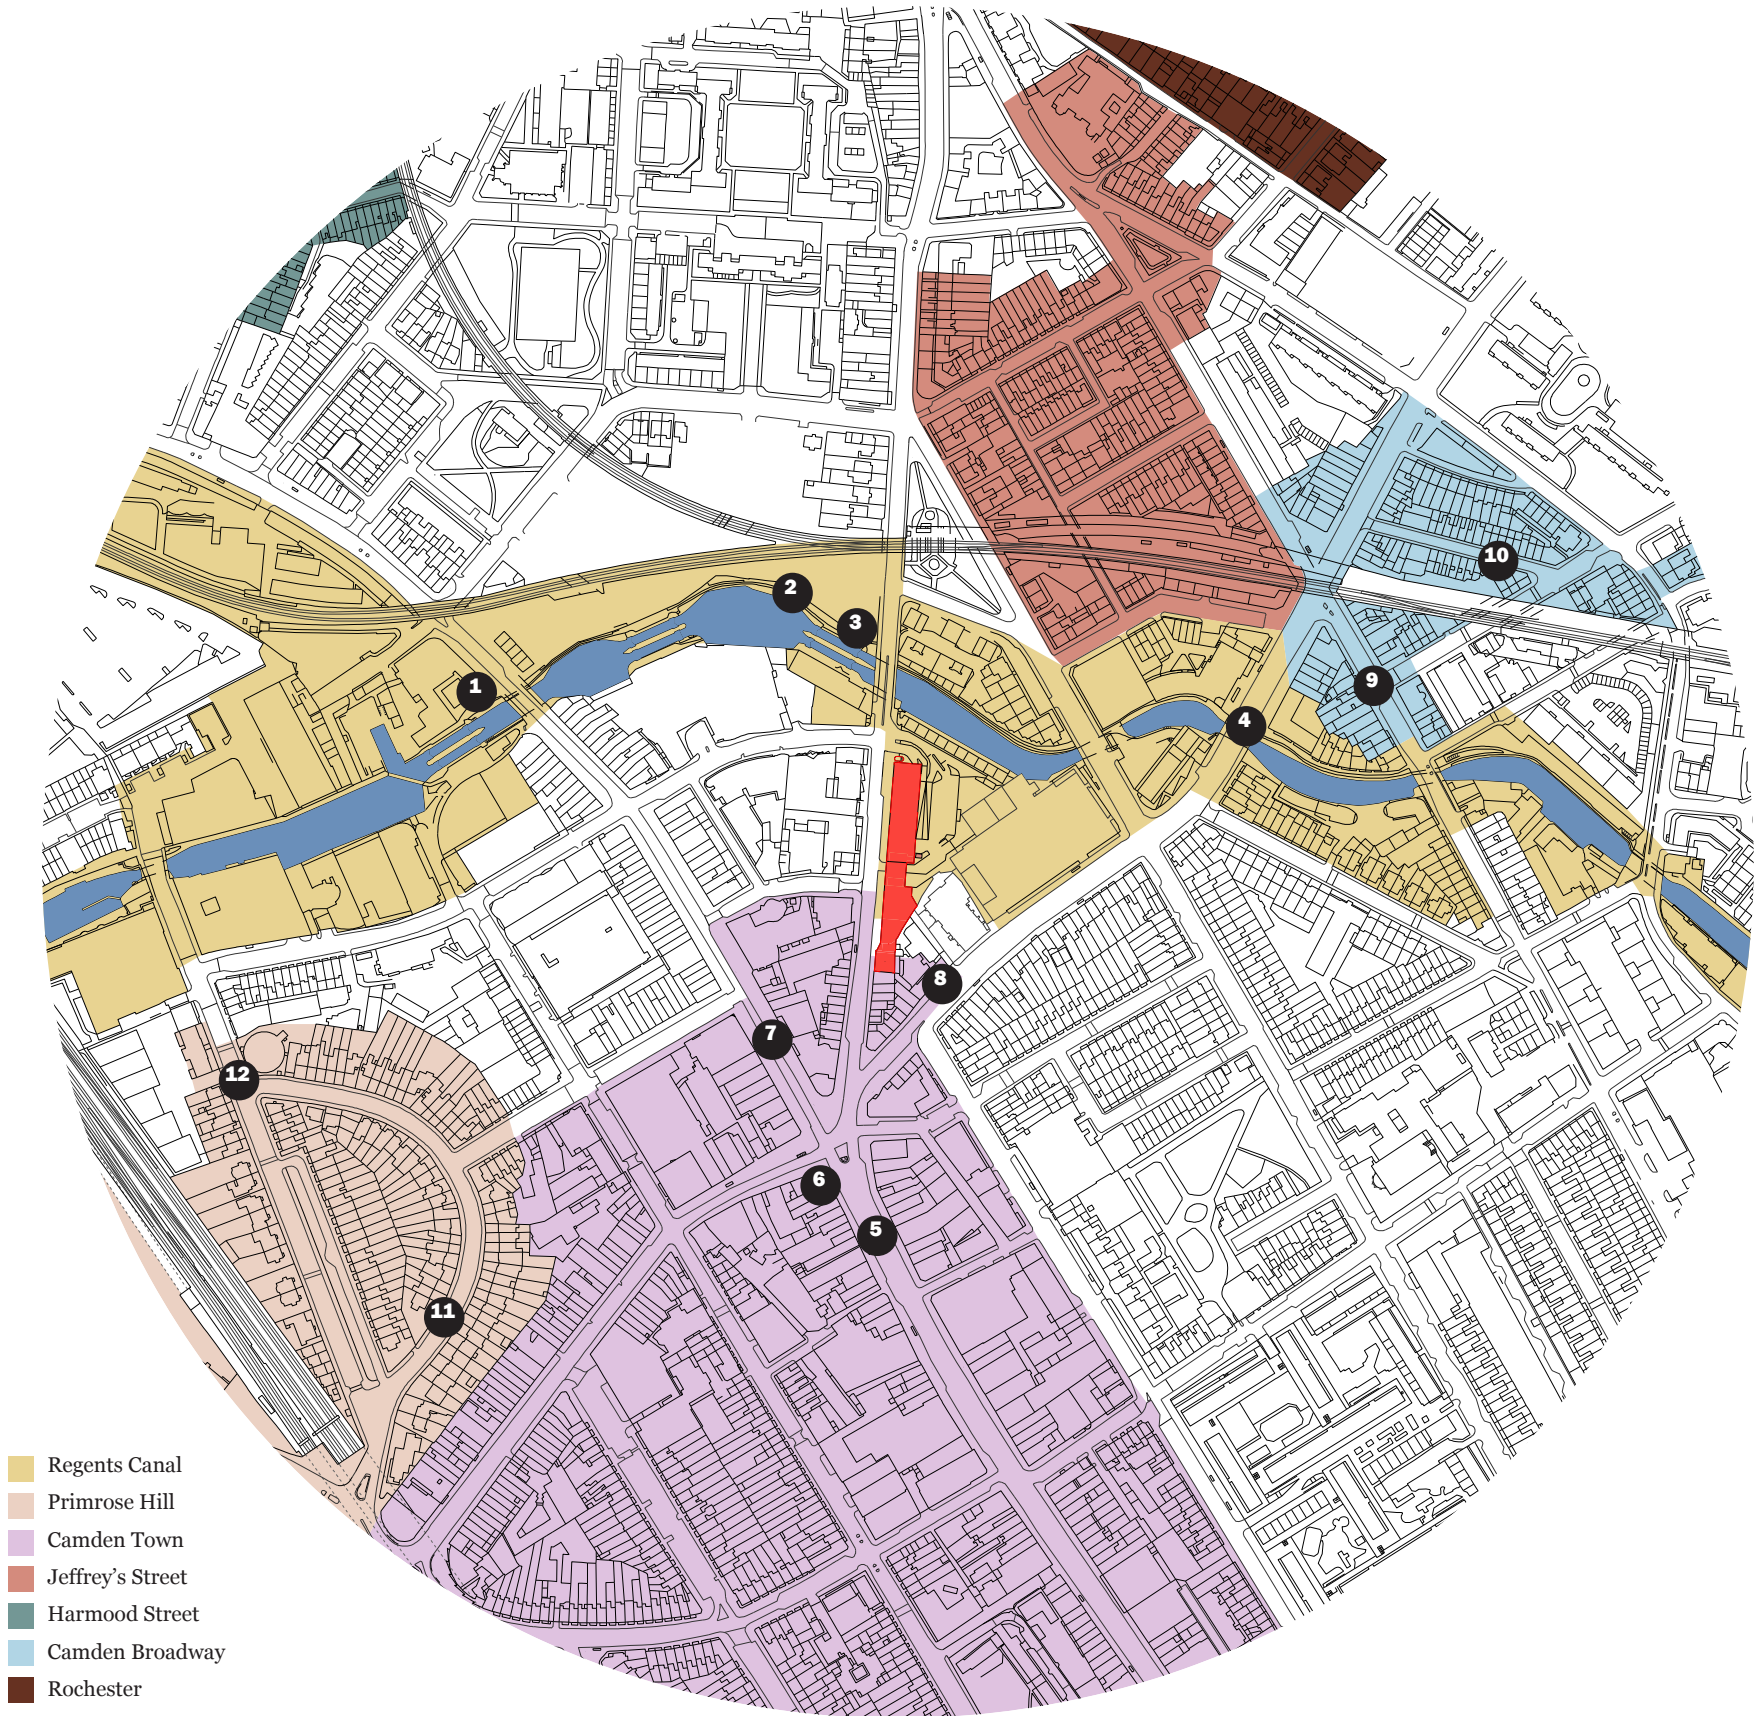 2
3
10
1
9
4
8
7
12
6
5
11
Regents Canal
Primrose Hill
Camden Town
Jeffrey’s Street
Harmood Street
Camden Broadway
Rochester